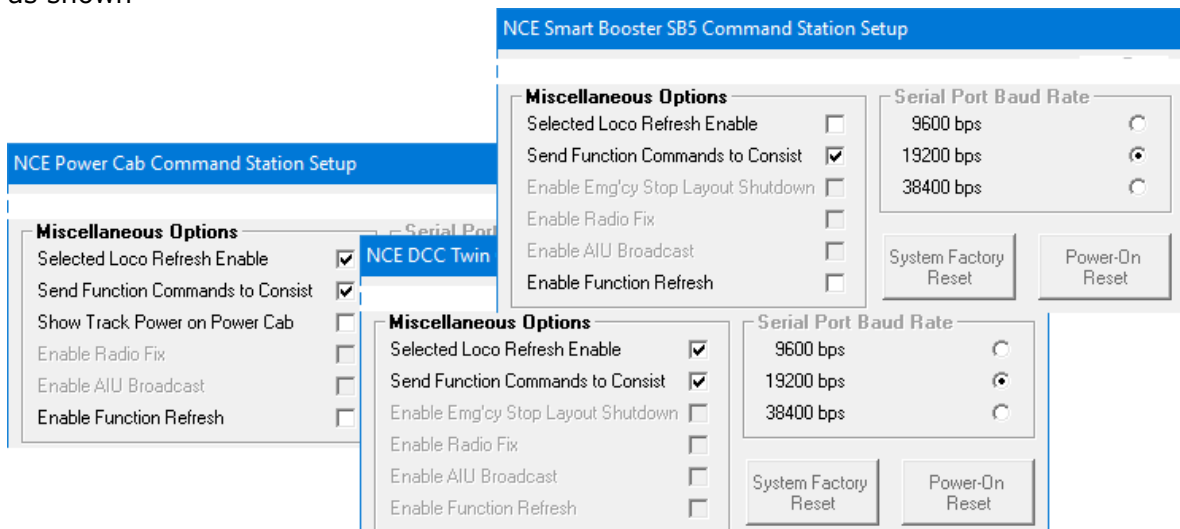 as shown
NCE Smart Booster SB5 Command Station Setup
Miscellaneous Options
Selected Loco Refresh Enable
Send Function Commands to Consist
Enable Emg'cy Stop Layout Shutdown
Enable Radio Fix
Enable AIU Broadcast
Enable Function Refresh
Serial Port Baud Rate
9600 bps
19200 bps
38400 bps
System Factory
Reset
Power-On
Reset
NCE Power Cab Command Station Setup
Miscellaneous Options
Selected Loco Refresh Enable
Send Function Commands to Consist
Show Track Power on Power Cab
Enable Radio Fix
Enable AIU Broadcast
Enable Function Refresh
Serial Port
NCE DCC Twin
Miscellaneous Options
Selected Loco Refresh Enable
Send Function Commands to Consist
Enable Emg'cy Stop Layout Shutdown
Enable Radio Fix
Enable AIU Broadcast
Enable Function Refresh
Serial Port Baud Rate
9600 bps
19200 bps
38400 bps
System Factory
Reset
Power-On
Reset